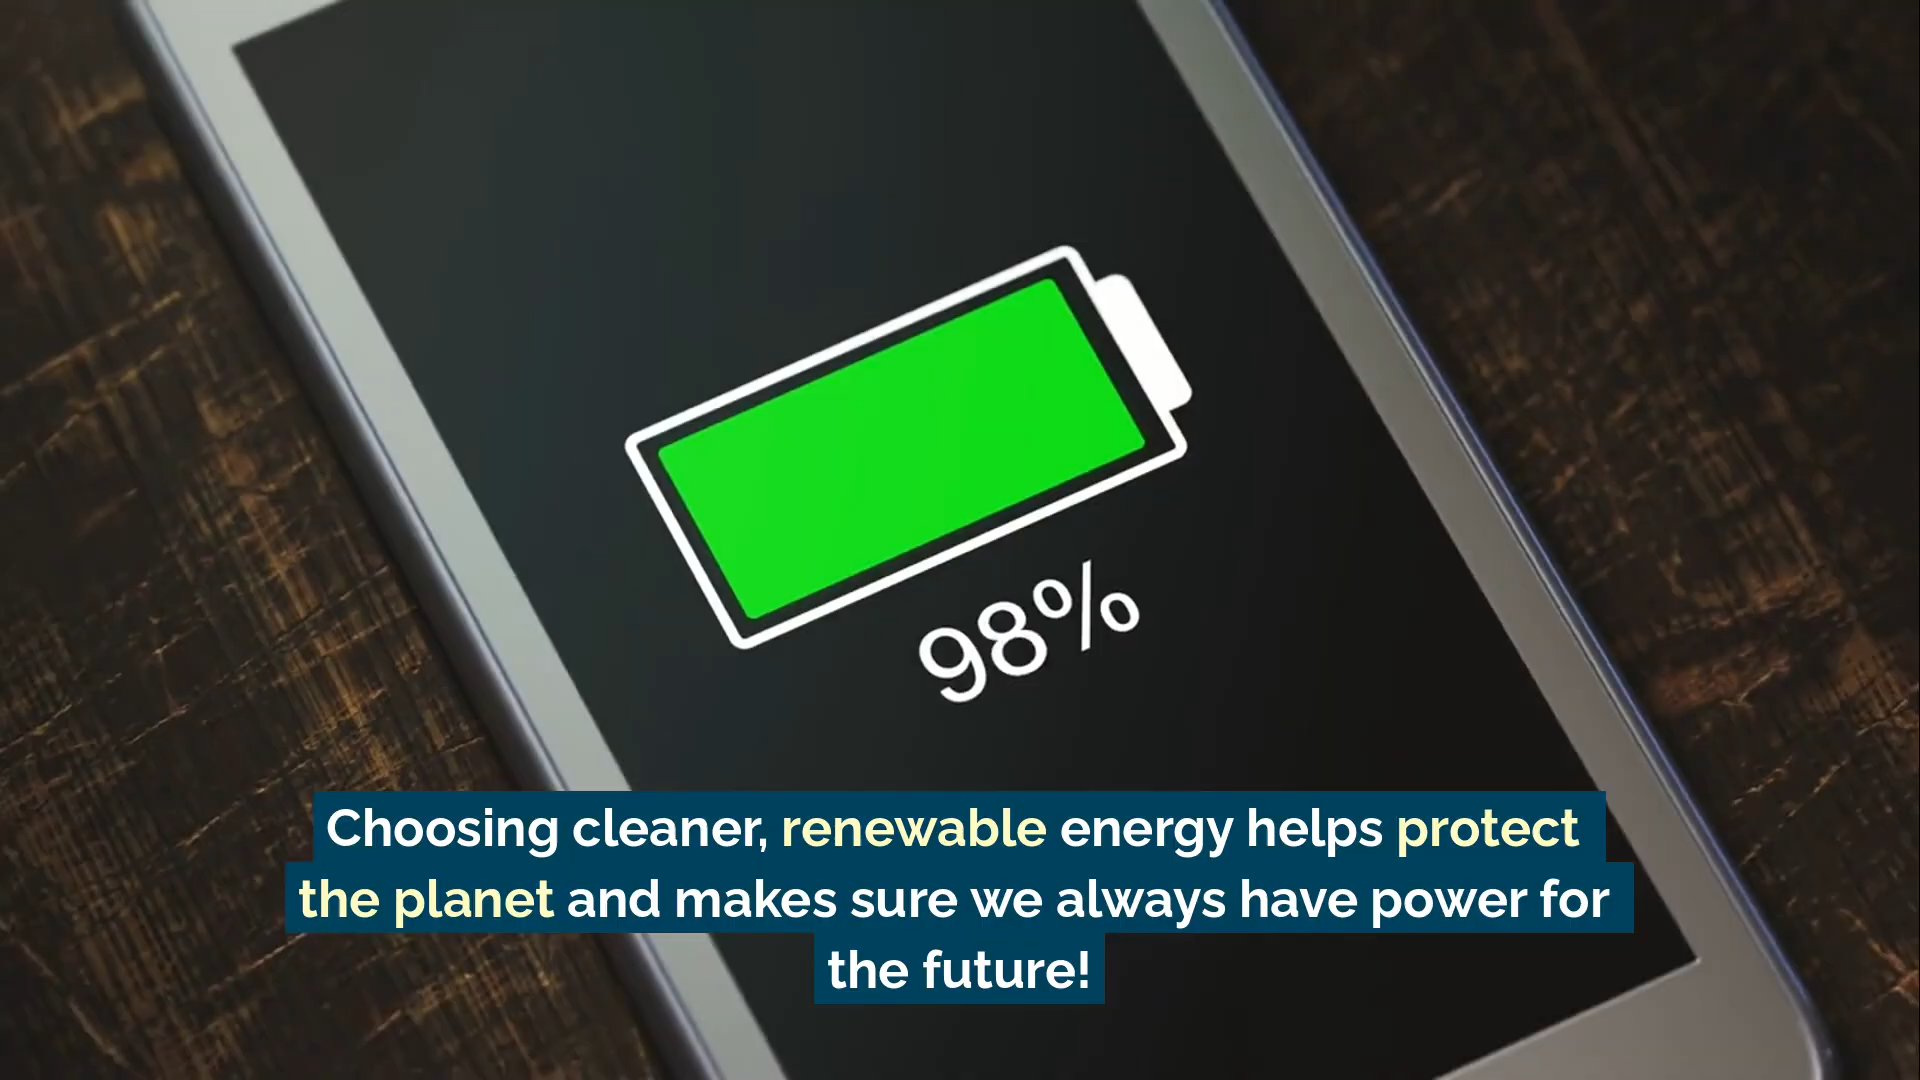 98%
Choosing cleaner, renewable energy helps protect
the planet and makes sure we always have power for
the future!